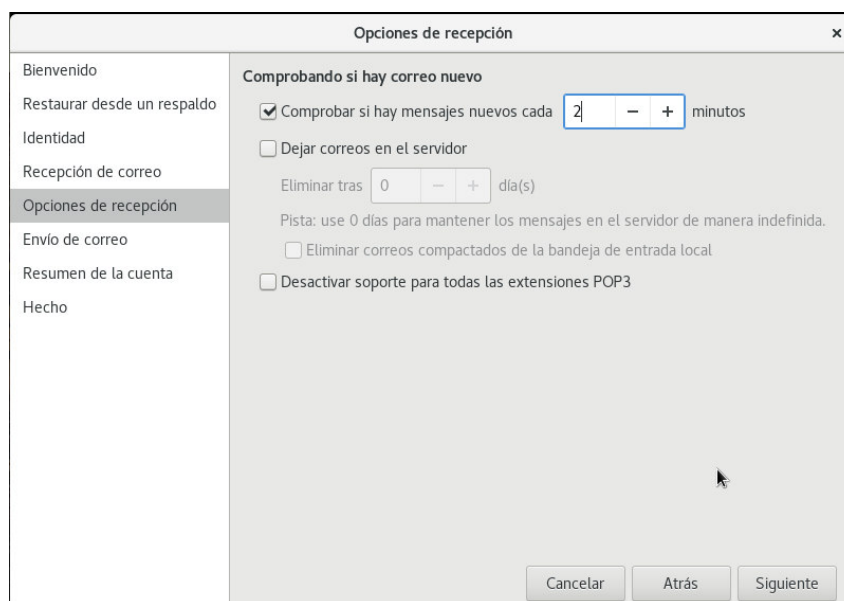 Opciones de recepción ×
Bienvenido
Restaurar desde un respaldo
Identidad
Recepción de correo
Opciones de recepción
Envío de correo
Resumen de la cuenta
Hecho
Comprobando si hay correo nuevo
Comprobar si hay mensajes nuevos cada 2 − + minutos
Dejar correos en el servidor
Eliminar tras 0 − + día(s)
Pista: use 0 días para mantener los mensajes en el servidor de manera indefinida.
Eliminar correos compactados de la bandeja de entrada local
Desactivar soporte para todas las extensiones POP3
Cancelar Atrás Siguiente